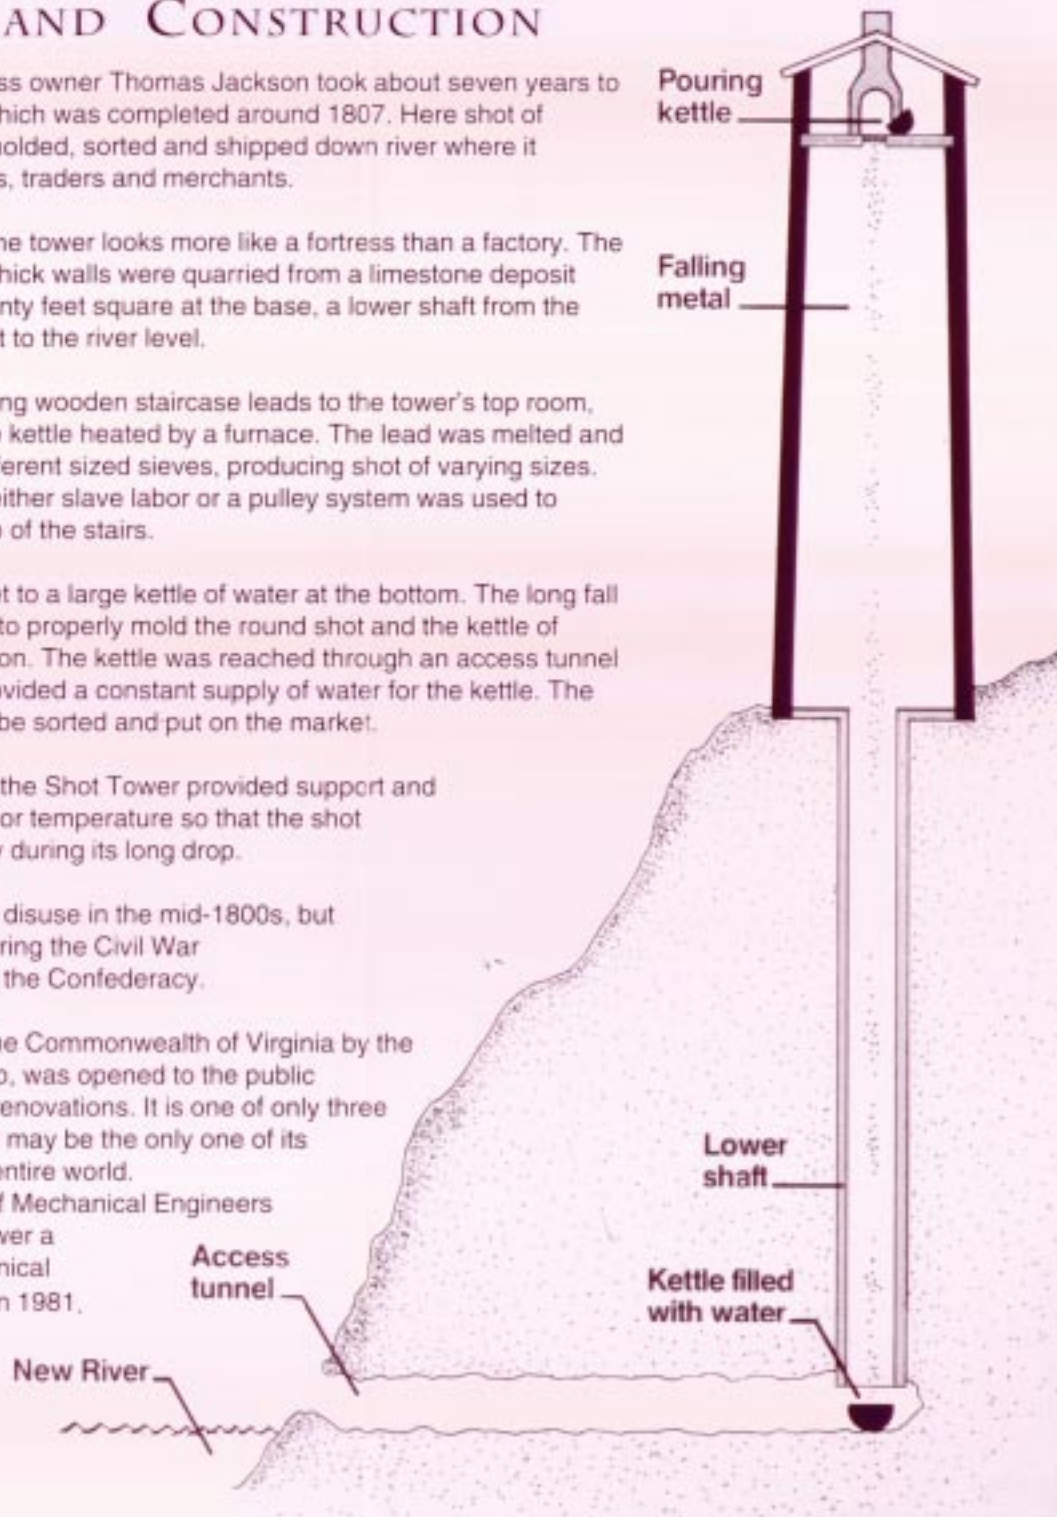 AND CONSTRUCTION
ss owner Thomas Jackson took about seven years to
hich was completed around 1807. Here shot of
nolded, sorted and shipped down river where it
s, traders and merchants.
he tower looks more like a fortress than a factory. The
hick walls were quarried from a limestone deposit
nty feet square at the base, a lower shaft from the
t to the river level.
ng wooden staircase leads to the tower's top room,
e kettle heated by a furnace. The lead was melted and
ferent sized sieves, producing shot of varying sizes.
either slave labor or a pulley system was used to
o of the stairs.
et to a large kettle of water at the bottom. The long fall
to properly mold the round shot and the kettle of
on. The kettle was reached through an access tunnel
ovided a constant supply of water for the kettle. The
be sorted and put on the market.
the Shot Tower provided support and
or temperature so that the shot
y during its long drop.
disuse in the mid-1800s, but
ring the Civil War
the Confederacy.
he Commonwealth of Virginia by the
o, was opened to the public
enovations. It is one of only three
may be the only one of its
entire world.
f Mechanical Engineers
wer a
nical
n 1981.
Pouring
kettle
Falling
metal
Lower
shaft
Kettle filled
with water
Access
tunnel
New River